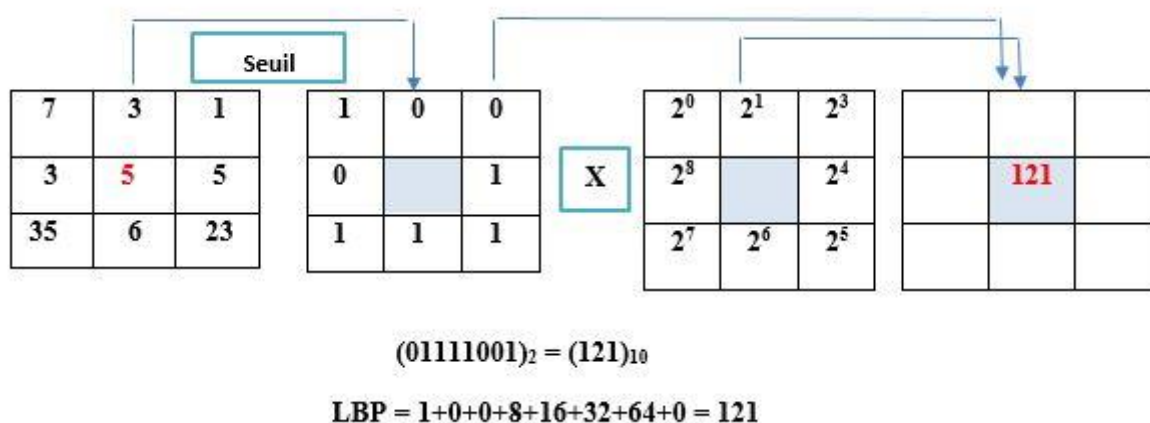 Seuil
7 3 1 1 0 0 2⁰ 2¹ 2³
3 5 5 0 1 X 2⁸ 2⁴ 121
35 6 23 1 1 1 2⁷ 2⁶ 2⁵
(01111001)₂ = (121)₁₀
LBP = 1+0+0+8+16+32+64+0 = 121